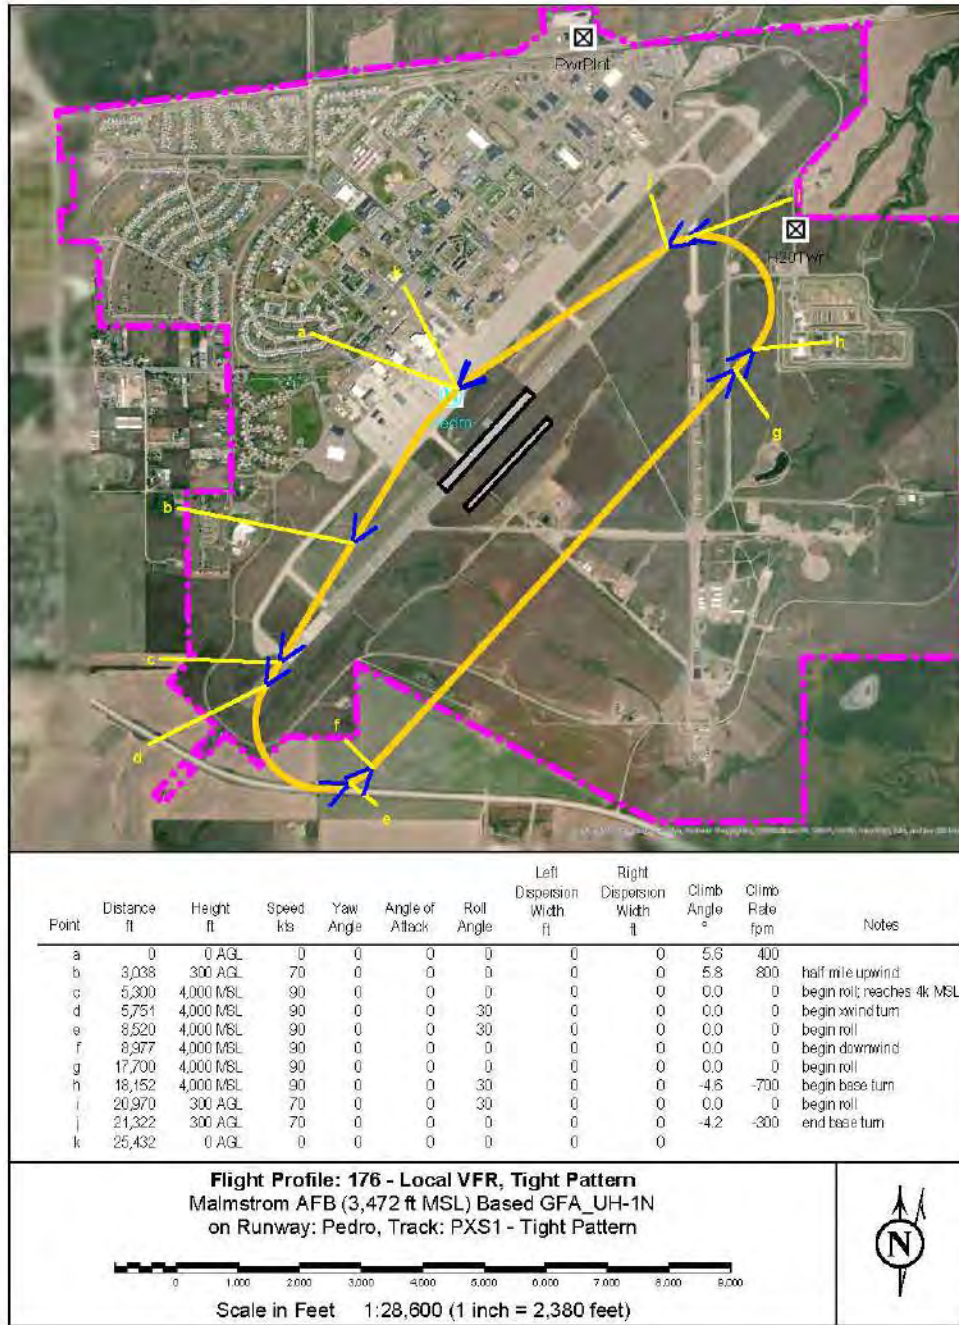 PwrPlnt
j
i
H20Twr
k
a
h
Pedro
g
b
c
f
d
e
Point Distance ft Height ft Speed kts Yaw Angle Angle of Attack Roll Angle Left Dispersion Width ft Right Dispersion Width ft Climb Angle ° Climb Rate fpm Notes
a 0 0 AGL 0 0 0 0 0 0 5.6 400
b 3,038 300 AGL 70 0 0 0 0 0 5.8 800 half mile upwind
c 5,300 4,000 MSL 90 0 0 0 0 0 0.0 0 begin roll; reaches 4k MSL
d 5,751 4,000 MSL 90 0 0 30 0 0 0.0 0 begin xwind turn
e 8,520 4,000 MSL 90 0 0 30 0 0 0.0 0 begin roll
f 8,977 4,000 MSL 90 0 0 0 0 0 0.0 0 begin downwind
g 17,700 4,000 MSL 90 0 0 0 0 0 0.0 0 begin roll
h 18,152 4,000 MSL 90 0 0 30 0 0 -4.6 -700 begin base turn
i 20,970 300 AGL 70 0 0 30 0 0 0.0 0 begin roll
j 21,322 300 AGL 70 0 0 0 0 0 -4.2 -300 end base turn
k 25,432 0 AGL 0 0 0 0 0 0
Flight Profile: 176 - Local VFR, Tight Pattern
Malmstrom AFB (3,472 ft MSL) Based GFA_UH-1N
on Runway: Pedro, Track: PXS1 - Tight Pattern
0 1,000 2,000 3,000 4,000 5,000 6,000 7,000 8,000 9,000
Scale in Feet 1:28,600 (1 inch = 2,380 feet)
N